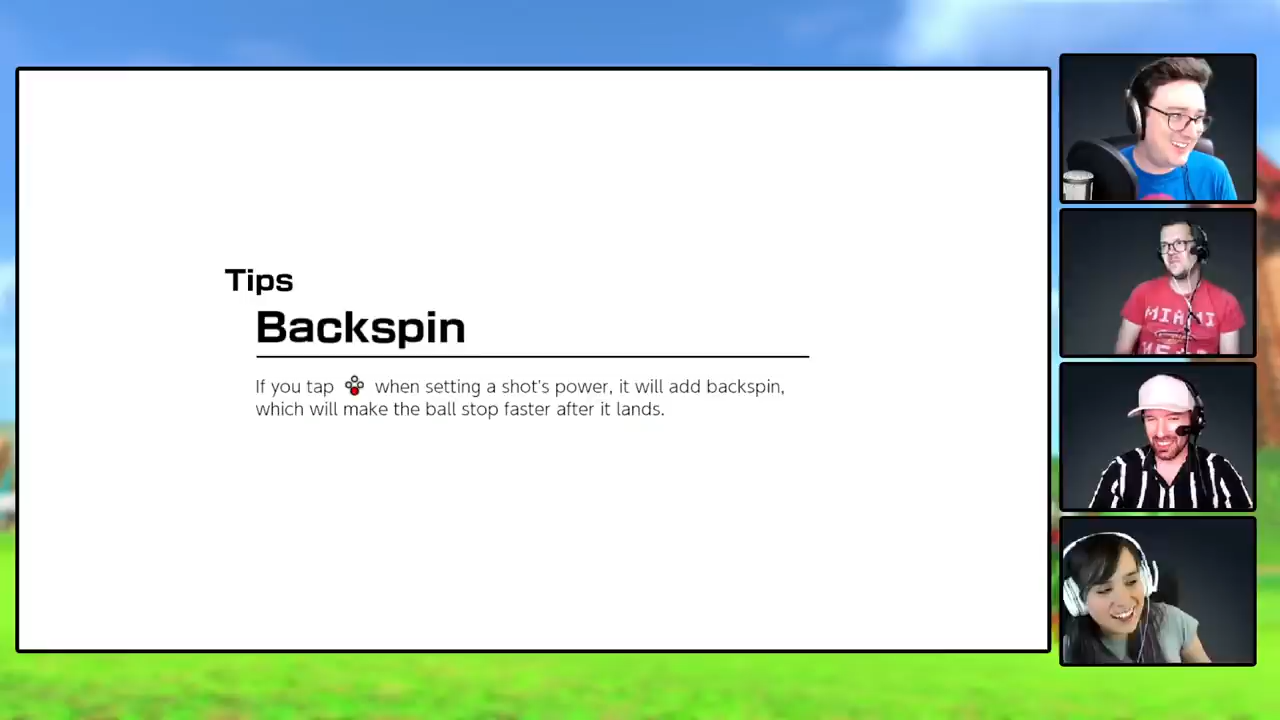 Tips
Backspin
If you tap when setting a shot's power, it will add backspin,
which will make the ball stop faster after it lands.
MIAMI